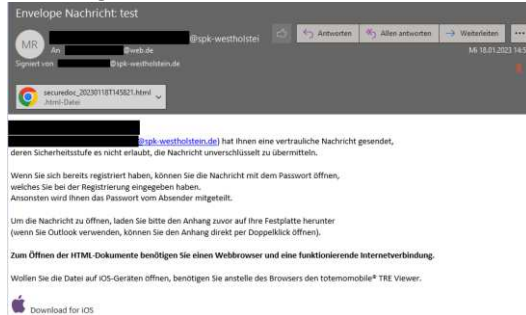 Envelope Nachricht: test
MR
@spk-westholstei
Antworten
Allen antworten
Weiterleiten
An
@web.de
Mi 18.01.2023 14:5
Signiert von
@spk-westholstein.de
securedoc_20230118T145821.html
.html-Datei
@spk-westholstein.de) hat Ihnen eine vertrauliche Nachricht gesendet,
deren Sicherheitsstufe es nicht erlaubt, die Nachricht unverschlüsselt zu übermitteln.
Wenn Sie sich bereits registriert haben, können Sie die Nachricht mit dem Passwort öffnen,
welches Sie bei der Registrierung eingegeben haben.
Ansonsten wird Ihnen das Passwort vom Absender mitgeteilt.
Um die Nachricht zu öffnen, laden Sie bitte den Anhang zuvor auf Ihre Festplatte herunter
(wenn Sie Outlook verwenden, können Sie den Anhang direkt per Doppelklick öffnen).
Zum Öffnen der HTML-Dokumente benötigen Sie einen Webbrowser und eine funktionierende Internetverbindung.
Wollen Sie die Datei auf iOS-Geräten öffnen, benötigen Sie anstelle des Browsers den totemomobile® TRE Viewer.
Download for iOS